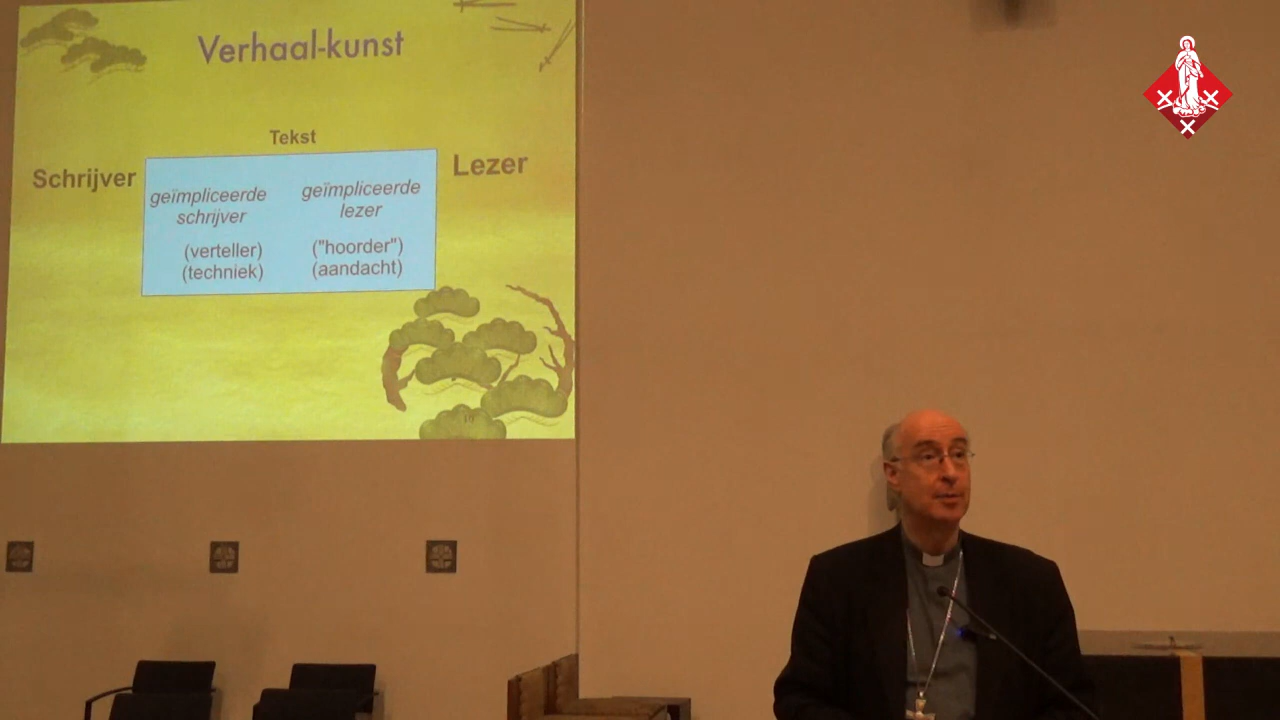 Verhaal-kunst
Tekst
Schrijver
Lezer
geïmpliceerde
schrijver
(verteller)
(techniek)
geïmpliceerde
lezer
("hoorder")
(aandacht)